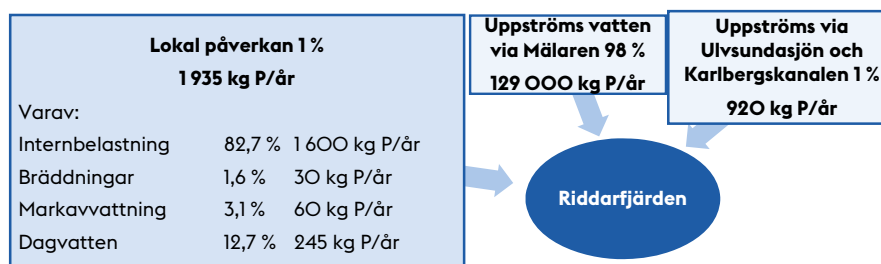 Lokal påverkan 1 %
1 935 kg P/år
Varav:
Internbelastning 82,7 % 1 600 kg P/år
Bräddningar 1,6 % 30 kg P/år
Markavvattning 3,1 % 60 kg P/år
Dagvatten 12,7 % 245 kg P/år
Uppströms vatten
via Mälaren 98 %
129 000 kg P/år
Uppströms via
Ulvsundasjön och
Karlbergskanalen 1 %
920 kg P/år
Riddarfjärden